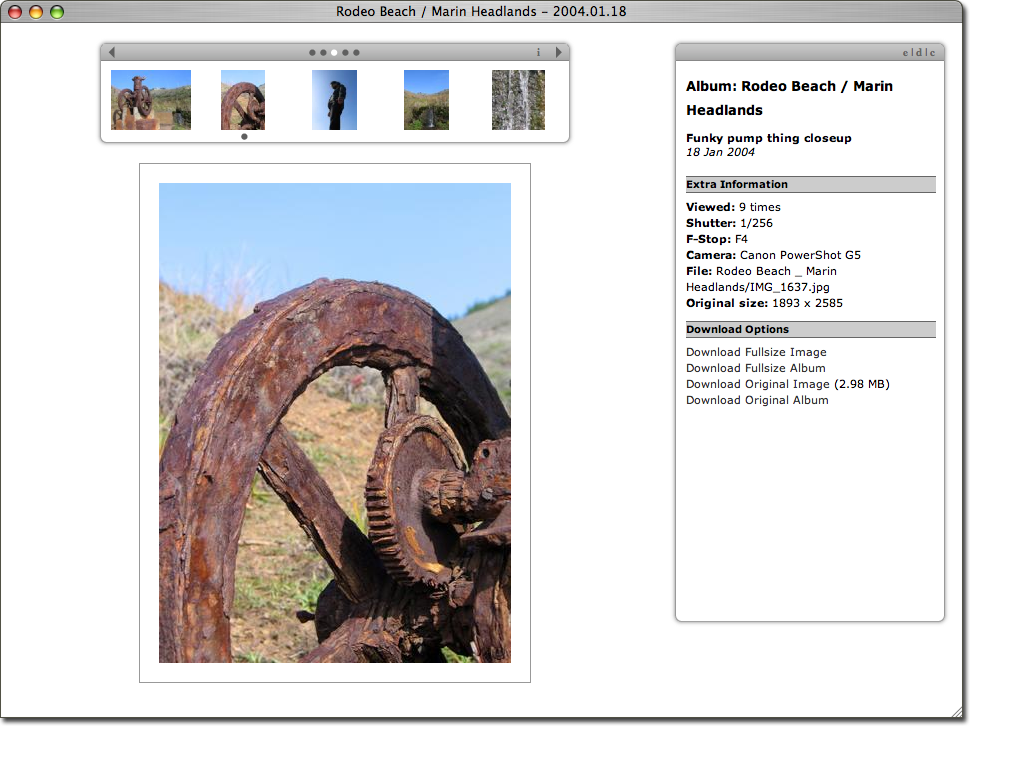 Rodeo Beach / Marin Headlands – 2004.01.18
i
e | d | c
Album: Rodeo Beach / Marin
Headlands
Funky pump thing closeup
18 Jan 2004
Extra Information
Viewed: 9 times
Shutter: 1/256
F-Stop: F4
Camera: Canon PowerShot G5
File: Rodeo Beach _ Marin
Headlands/IMG_1637.jpg
Original size: 1893 x 2585
Download Options
Download Fullsize Image
Download Fullsize Album
Download Original Image (2.98 MB)
Download Original Album